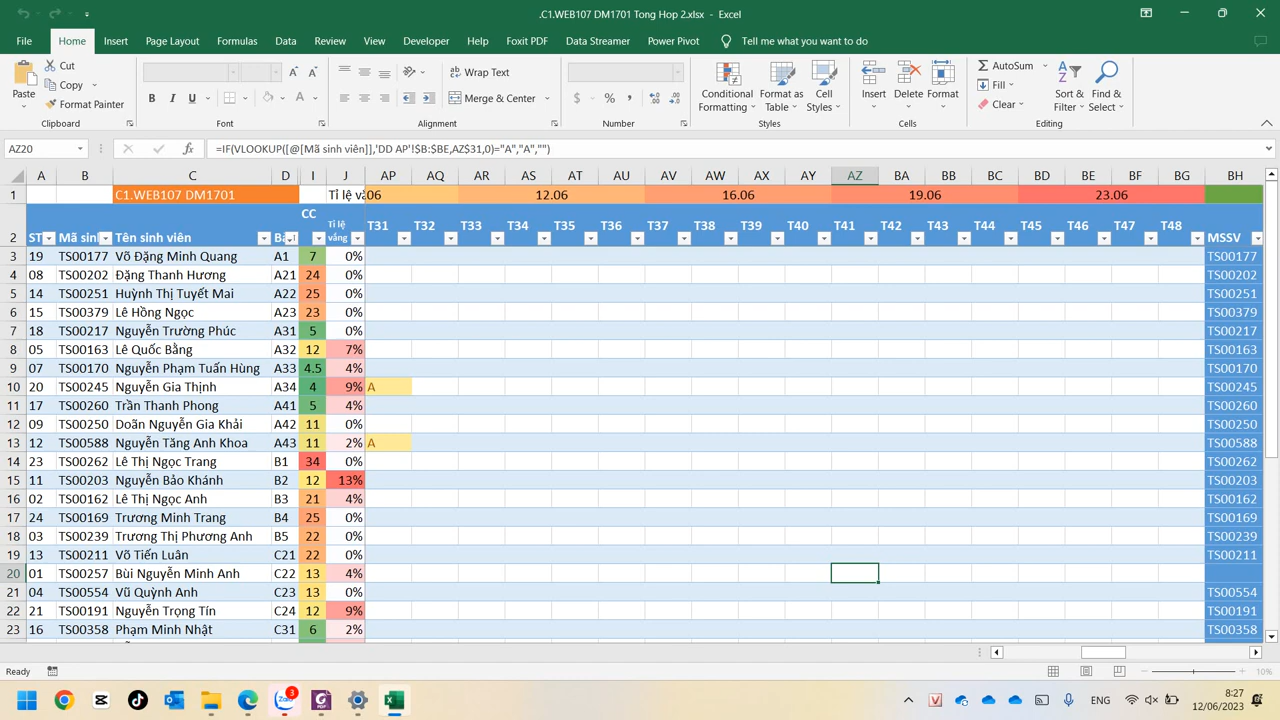 .C1.WEB107 DM1701 Tong Hop 2.xlsx - Excel
File Home Insert Page Layout Formulas Data Review View Developer Help Foxit PDF Data Streamer Power Pivot Tell me what you want to do
Paste Cut Copy Format Painter Clipboard
B I U A Font
Wrap Text Merge & Center Alignment
$ % , Number
Conditional Formatting Format as Table Cell Styles Styles
Insert Delete Format Cells
AutoSum Fill Clear Sort & Filter Find & Select Editing
AZ20 fx =IF(VLOOKUP([@[Mã sinh viên]],'DD AP'!$B:$BE,AZ$31,0)="A","A","")
A B C D I J AP AQ AR AS AT AU AV AW AX AY AZ BA BB BC BD BE BF BG BH
1 C1.WEB107 DM1701 Tỉ lệ vắ 06 12.06 16.06 19.06 23.06
CC
2 ST Mã sinh Tên sinh viên Bà Tỉ lệ vắng T31 T32 T33 T34 T35 T36 T37 T38 T39 T40 T41 T42 T43 T44 T45 T46 T47 T48 MSSV
3 19 TS00177 Võ Đặng Minh Quang A1 7 0% TS00177
4 08 TS00202 Đặng Thanh Hương A21 24 0% TS00202
5 14 TS00251 Huỳnh Thị Tuyết Mai A22 25 0% TS00251
6 15 TS00379 Lê Hồng Ngọc A23 23 0% TS00379
7 18 TS00217 Nguyễn Trường Phúc A31 5 0% TS00217
8 05 TS00163 Lê Quốc Bằng A32 12 7% TS00163
9 07 TS00170 Nguyễn Phạm Tuấn Hùng A33 4.5 4% TS00170
10 20 TS00245 Nguyễn Gia Thịnh A34 4 9% A TS00245
11 17 TS00260 Trần Thanh Phong A41 5 4% TS00260
12 09 TS00250 Doãn Nguyễn Gia Khải A42 11 0% TS00250
13 12 TS00588 Nguyễn Tăng Anh Khoa A43 11 2% A TS00588
14 23 TS00262 Lê Thị Ngọc Trang B1 34 0% TS00262
15 11 TS00203 Nguyễn Bảo Khánh B2 12 13% TS00203
16 02 TS00162 Lê Thị Ngọc Anh B3 21 4% TS00162
17 24 TS00169 Trương Minh Trang B4 25 0% TS00169
18 03 TS00239 Trương Thị Phương Anh B5 22 0% TS00239
19 13 TS00211 Võ Tiến Luân C21 22 0% TS00211
20 01 TS00257 Bùi Nguyễn Minh Anh C22 13 4%
21 04 TS00554 Vũ Quỳnh Anh C23 13 0% TS00554
22 21 TS00191 Nguyễn Trọng Tín C24 12 9% TS00191
23 16 TS00358 Phạm Minh Nhật C31 6 2% TS00358
Ready 10%
3 Zalo ENG 8:27
12/06/2023